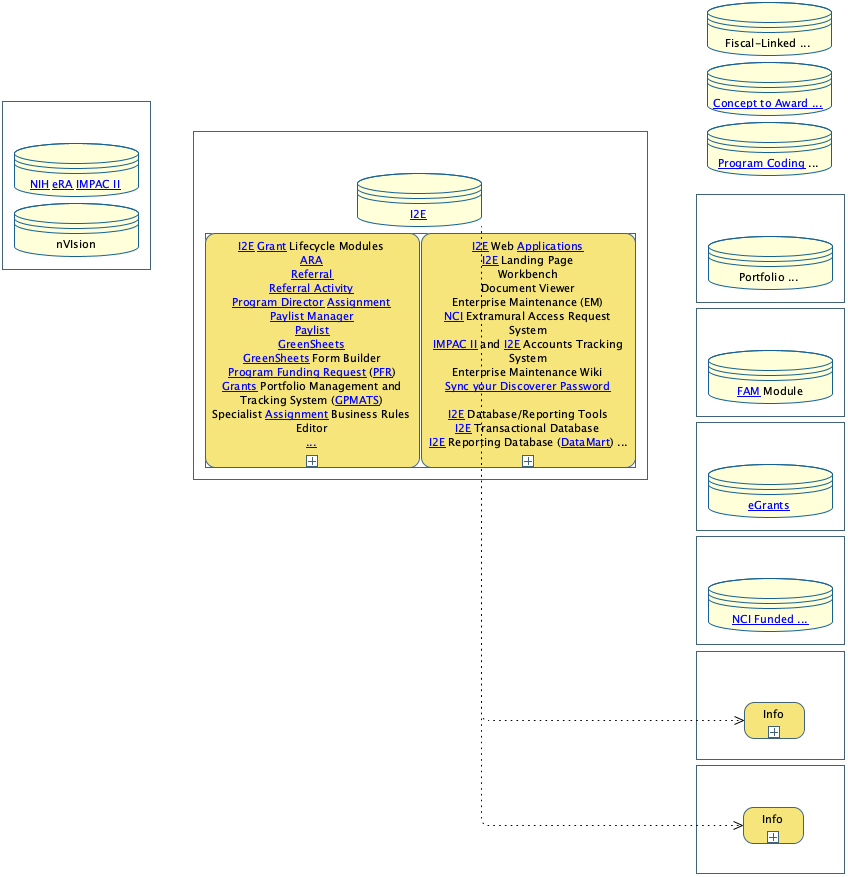 Fiscal-Linked ...
Concept to Award ...
Program Coding ...
NIH eRA IMPAC II
nVIsion
I2E
I2E Grant Lifecycle Modules
ARA
Referral
Referral Activity
Program Director Assignment
Paylist Manager
Paylist
GreenSheets
GreenSheets Form Builder
Program Funding Request (PFR)
Grants Portfolio Management and
Tracking System (GPMATS)
Specialist Assignment Business Rules
Editor
...
I2E Web Applications
I2E Landing Page
Workbench
Document Viewer
Enterprise Maintenance (EM)
NCI Extramural Access Request
System
IMPAC II and I2E Accounts Tracking
System
Enterprise Maintenance Wiki
Sync your Discoverer Password
I2E Database/Reporting Tools
I2E Transactional Database
I2E Reporting Database (DataMart) ...
Portfolio ...
FAM Module
eGrants
NCI Funded ...
Info
Info